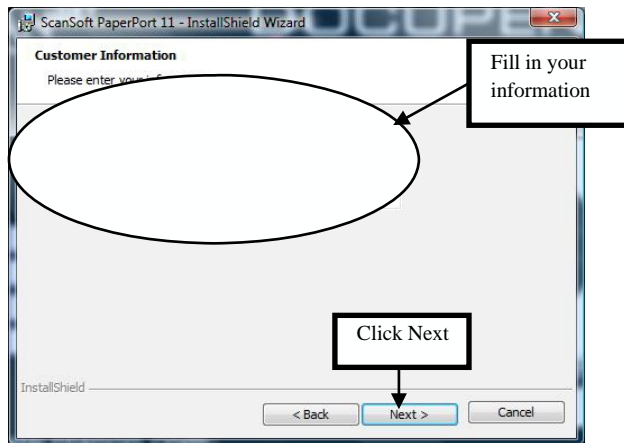 ScanSoft PaperPort 11 - InstallShield Wizard
Customer Information
Please enter your
Fill in your
information
Click Next
InstallShield
< Back
Next >
Cancel